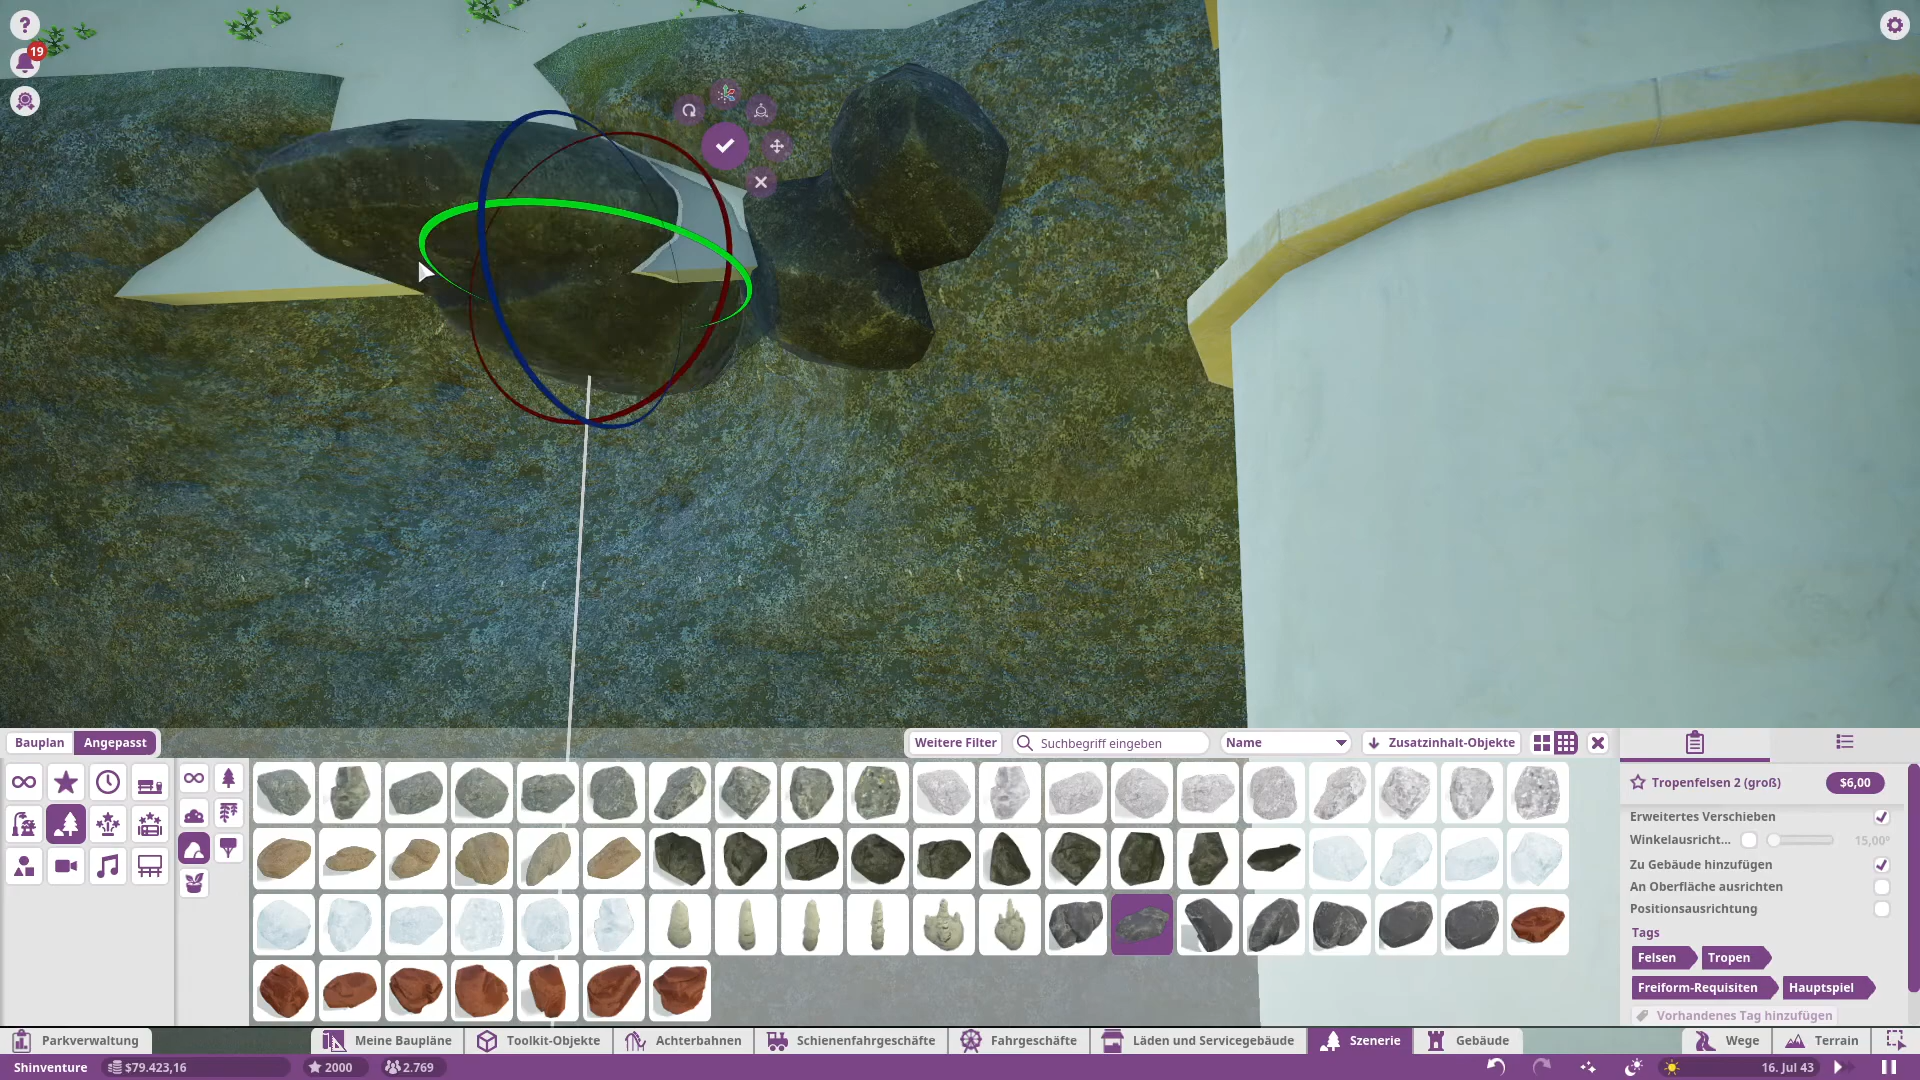 ?
19
Bauplan
Angepasst
Weitere Filter
Suchbegriff eingeben
Name
Zusatzinhalt-Objekte
Tropenfelsen 2 (groß)
$6,00
Erweitertes Verschieben
Winkelausricht...
15,00°
Zu Gebäude hinzufügen
An Oberfläche ausrichten
Positionsausrichtung
Tags
Felsen
Tropen
Freiform-Requisiten
Hauptspiel
Vorhandenes Tag hinzufügen
Parkverwaltung
Meine Baupläne
Toolkit-Objekte
Achterbahnen
Schienenfahrgeschäfte
Fahrgeschäfte
Läden und Servicegebäude
Szenerie
Gebäude
Wege
Terrain
Shinventure
$79.423,16
2000
2.769
16. Jul 43